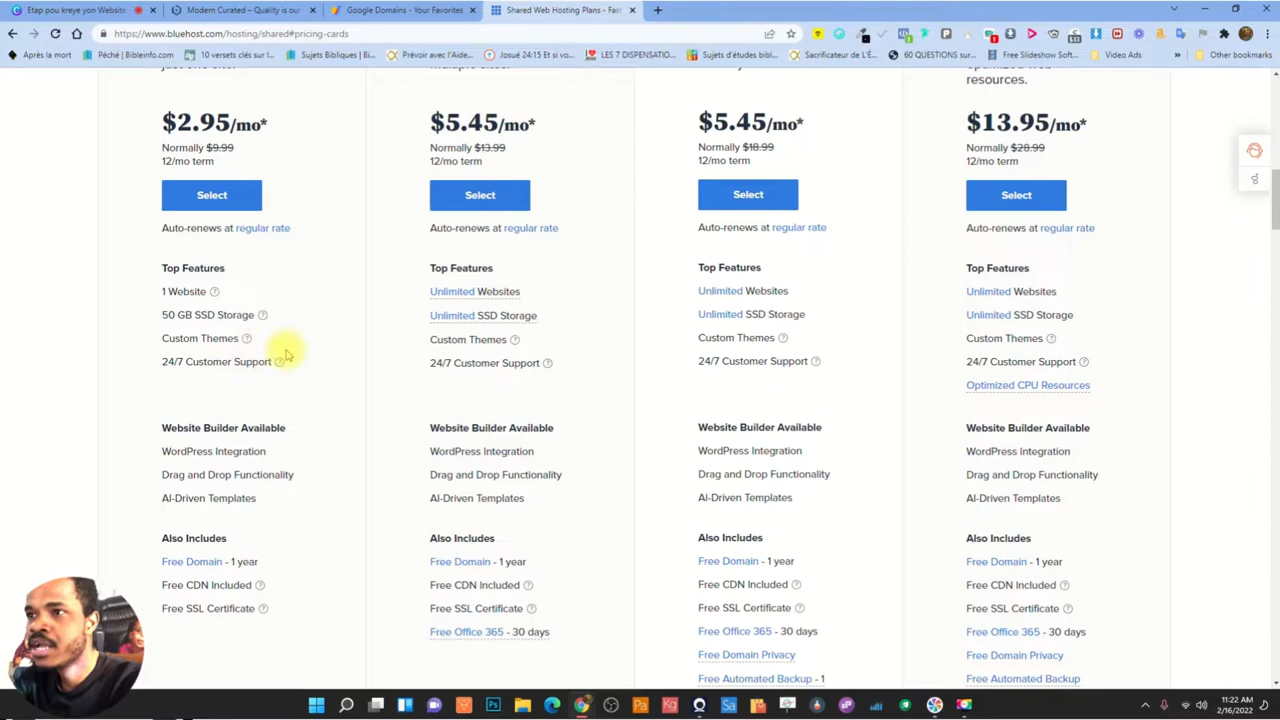 Etap pou kreye yon Website
Modern Curated – Quality is our
Google Domains - Your Favorites
Shared Web Hosting Plans - Fast
https://www.bluehost.com/hosting/shared#pricing-cards
Après la mort
Péché | Bibleinfo.com
10 versets clés sur l...
Sujets Bibliques | Bi...
Prévoir avec l'Aide...
Josué 24:15 Et si vo...
LES 7 DISPENSATIO...
Sujets d'études bibl...
Sacrificateur de L'É...
60 QUESTIONS sur...
Free Slideshow Soft...
Video Ads
»
Other bookmarks
resources.
$2.95/mo*
Normally $9.99
12/mo term
Select
Auto-renews at regular rate
Top Features
1 Website
50 GB SSD Storage
Custom Themes
24/7 Customer Support
Website Builder Available
WordPress Integration
Drag and Drop Functionality
AI-Driven Templates
Also Includes
Free Domain - 1 year
Free CDN Included
Free SSL Certificate
$5.45/mo*
Normally $13.99
12/mo term
Select
Auto-renews at regular rate
Top Features
Unlimited Websites
Unlimited SSD Storage
Custom Themes
24/7 Customer Support
Website Builder Available
WordPress Integration
Drag and Drop Functionality
AI-Driven Templates
Also Includes
Free Domain - 1 year
Free CDN Included
Free SSL Certificate
Free Office 365 - 30 days
$5.45/mo*
Normally $18.99
12/mo term
Select
Auto-renews at regular rate
Top Features
Unlimited Websites
Unlimited SSD Storage
Custom Themes
24/7 Customer Support
Website Builder Available
WordPress Integration
Drag and Drop Functionality
AI-Driven Templates
Also Includes
Free Domain - 1 year
Free CDN Included
Free SSL Certificate
Free Office 365 - 30 days
Free Domain Privacy
Free Automated Backup - 1
$13.95/mo*
Normally $28.99
12/mo term
Select
Auto-renews at regular rate
Top Features
Unlimited Websites
Unlimited SSD Storage
Custom Themes
24/7 Customer Support
Optimized CPU Resources
Website Builder Available
WordPress Integration
Drag and Drop Functionality
AI-Driven Templates
Also Includes
Free Domain - 1 year
Free CDN Included
Free SSL Certificate
Free Office 365 - 30 days
Free Domain Privacy
Free Automated Backup
11:22 AM
2/16/2022